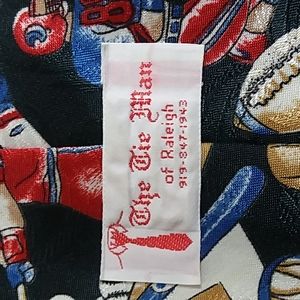 The Tie Man
of Raleigh
919-847-1943